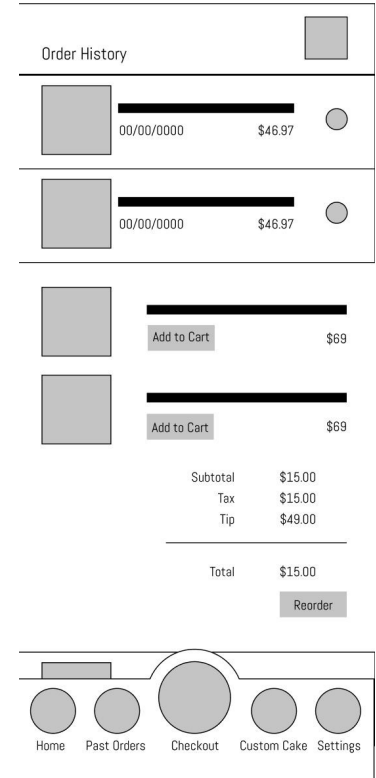 Order History
00/00/0000 $46.97
00/00/0000 $46.97
Add to Cart $69
Add to Cart $69
Subtotal $15.00
Tax $15.00
Tip $49.00
Total $15.00
Reorder
Home Past Orders Checkout Custom Cake Settings